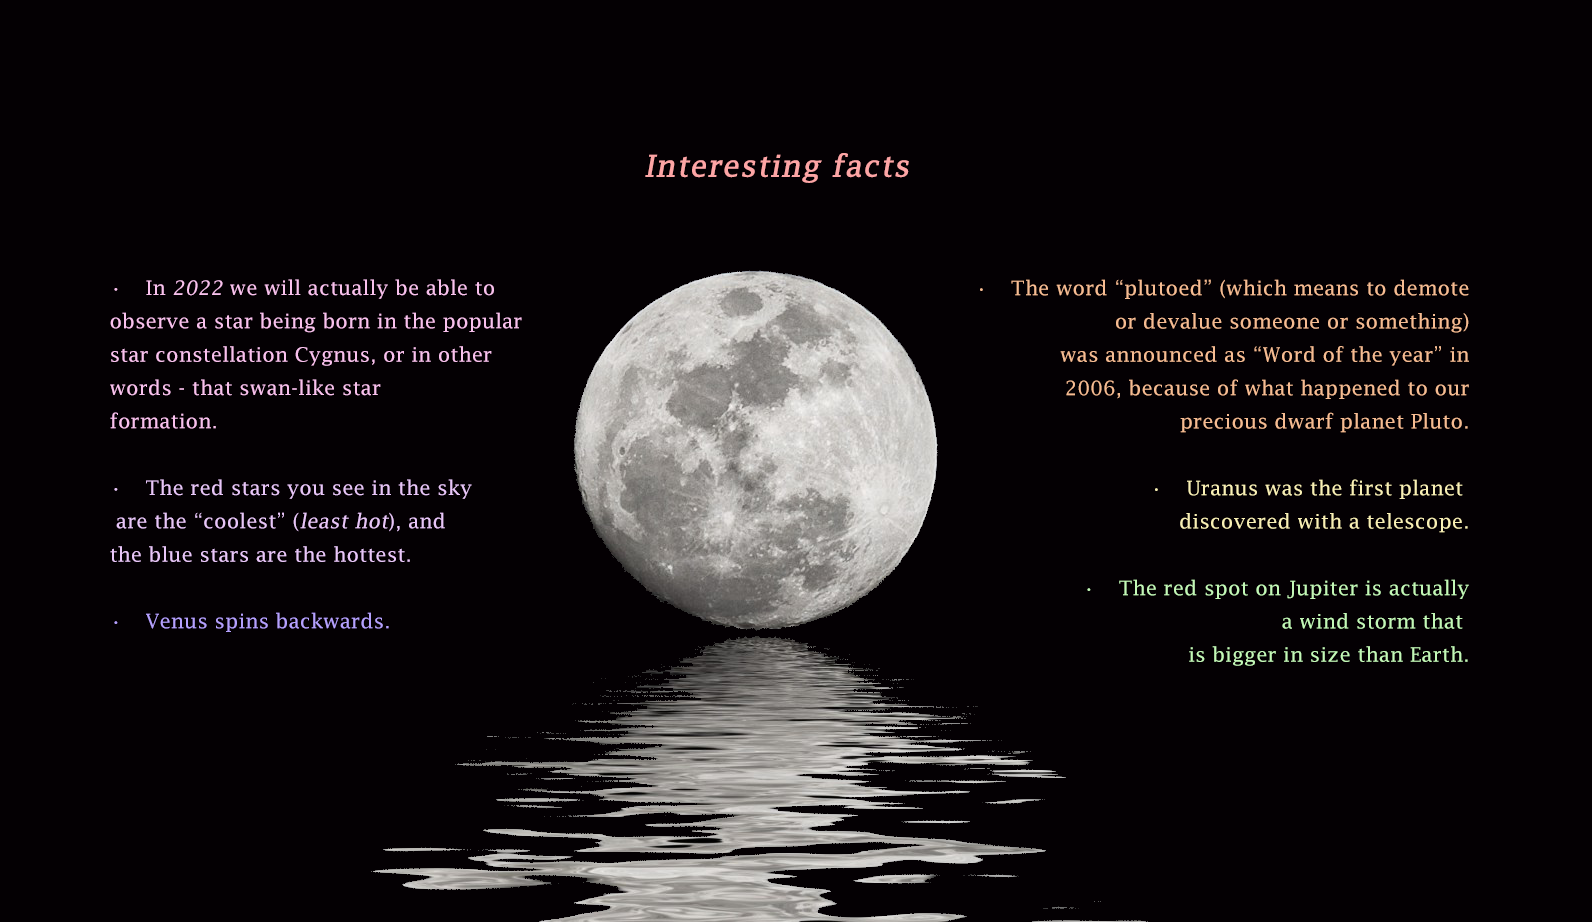 Interesting facts
· In 2022 we will actually be able to
observe a star being born in the popular
star constellation Cygnus, or in other
words - that swan-like star
formation.
· The red stars you see in the sky
are the “coolest” (least hot), and
the blue stars are the hottest.
· Venus spins backwards.
· The word “plutoed” (which means to demote
or devalue someone or something)
was announced as “Word of the year” in
2006, because of what happened to our
precious dwarf planet Pluto.
· Uranus was the first planet
discovered with a telescope.
· The red spot on Jupiter is actually
a wind storm that
is bigger in size than Earth.